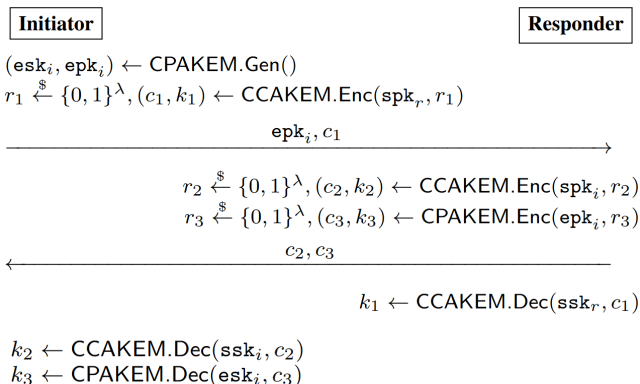 Initiator Responder
(esk_i, epk_i) ← CPAKEM.Gen()
r_1 ←$ {0, 1}^λ, (c_1, k_1) ← CCAKEM.Enc(spk_r, r_1)
epk_i, c_1
r_2 ←$ {0, 1}^λ, (c_2, k_2) ← CCAKEM.Enc(spk_i, r_2)
r_3 ←$ {0, 1}^λ, (c_3, k_3) ← CPAKEM.Enc(epk_i, r_3)
c_2, c_3
k_1 ← CCAKEM.Dec(ssk_r, c_1)
k_2 ← CCAKEM.Dec(ssk_i, c_2)
k_3 ← CPAKEM.Dec(esk_i, c_3)